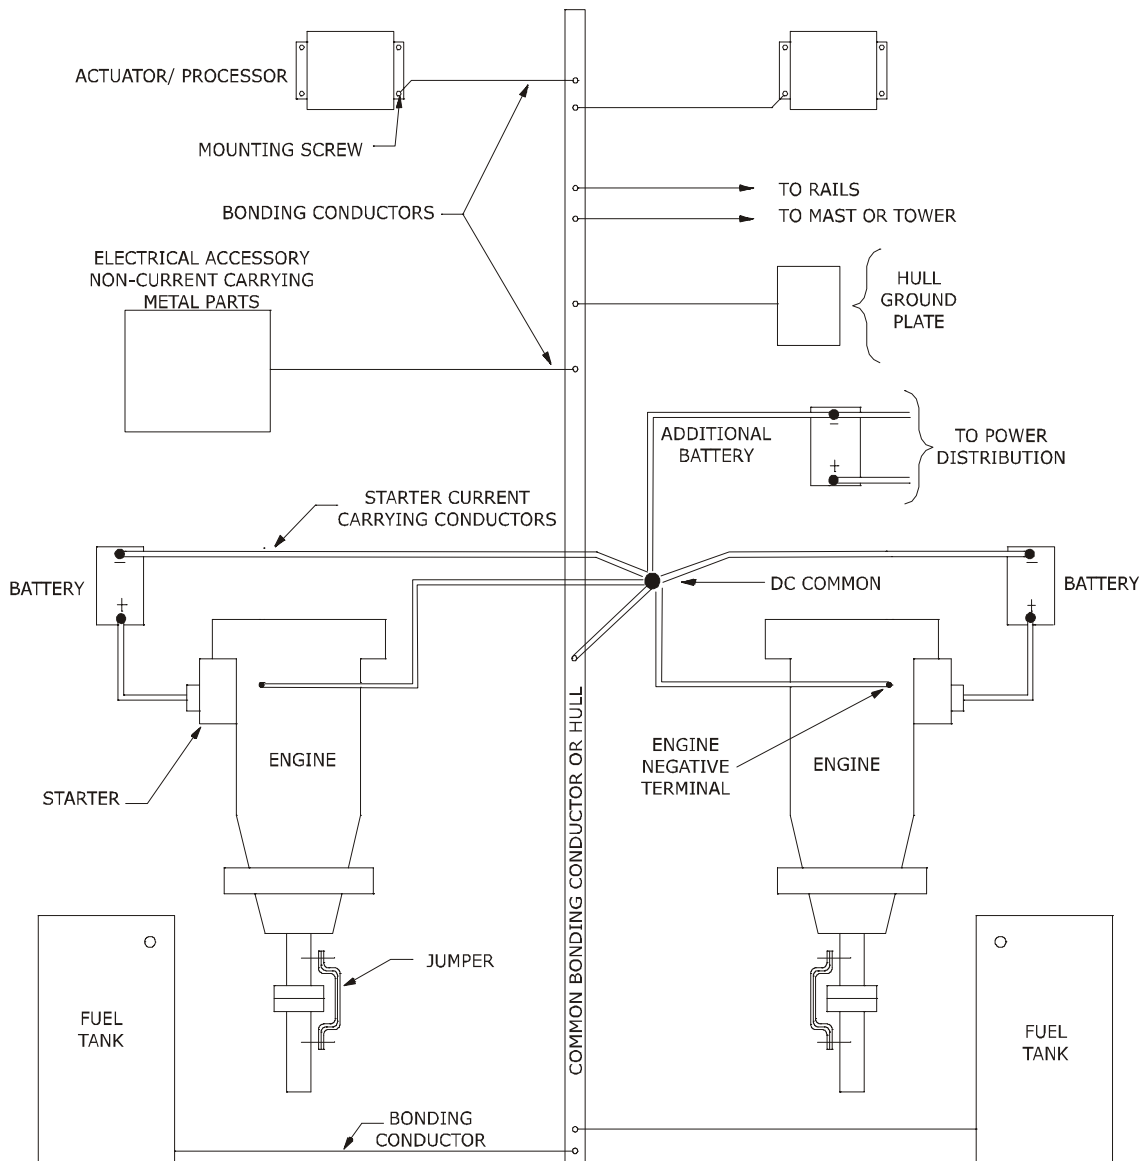 ACTUATOR/ PROCESSOR
MOUNTING SCREW
TO RAILS
BONDING CONDUCTORS
TO MAST OR TOWER
ELECTRICAL ACCESSORY
NON-CURRENT CARRYING
METAL PARTS
HULL
GROUND
PLATE
ADDITIONAL
BATTERY
–
+
TO POWER
DISTRIBUTION
STARTER CURRENT
CARRYING CONDUCTORS
BATTERY
–
+
DC COMMON
–
+
BATTERY
ENGINE
STARTER
ENGINE
NEGATIVE
TERMINAL
ENGINE
COMMON BONDING CONDUCTOR OR HULL
JUMPER
FUEL
TANK
FUEL
TANK
BONDING
CONDUCTOR